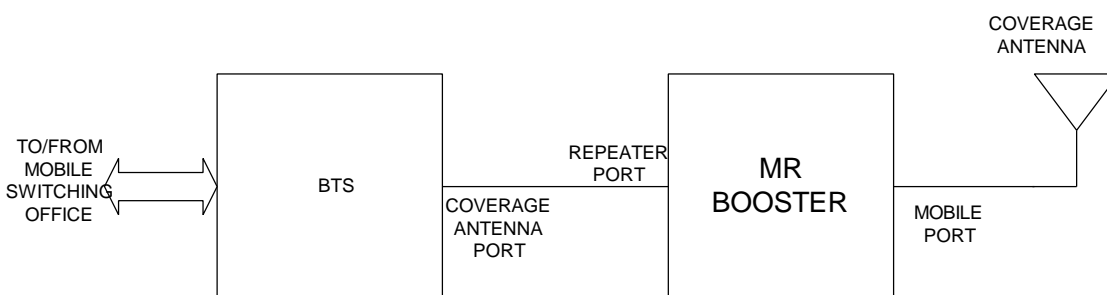 COVERAGE
ANTENNA
TO/FROM
MOBILE
SWITCHING
OFFICE
BTS
COVERAGE
ANTENNA
PORT
REPEATER
PORT
MR
BOOSTER
MOBILE
PORT